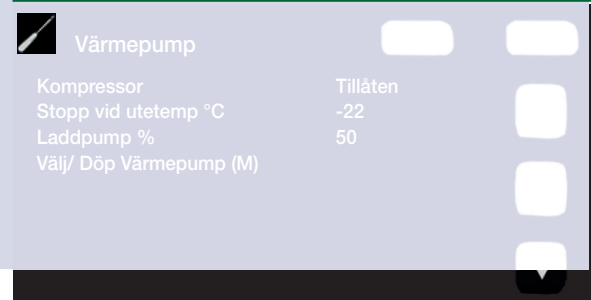 Värmepump
Kompressor Tillåten
Stopp vid utetemp °C -22
Laddpump % 50
Välj/ Döp Värmepump (M)